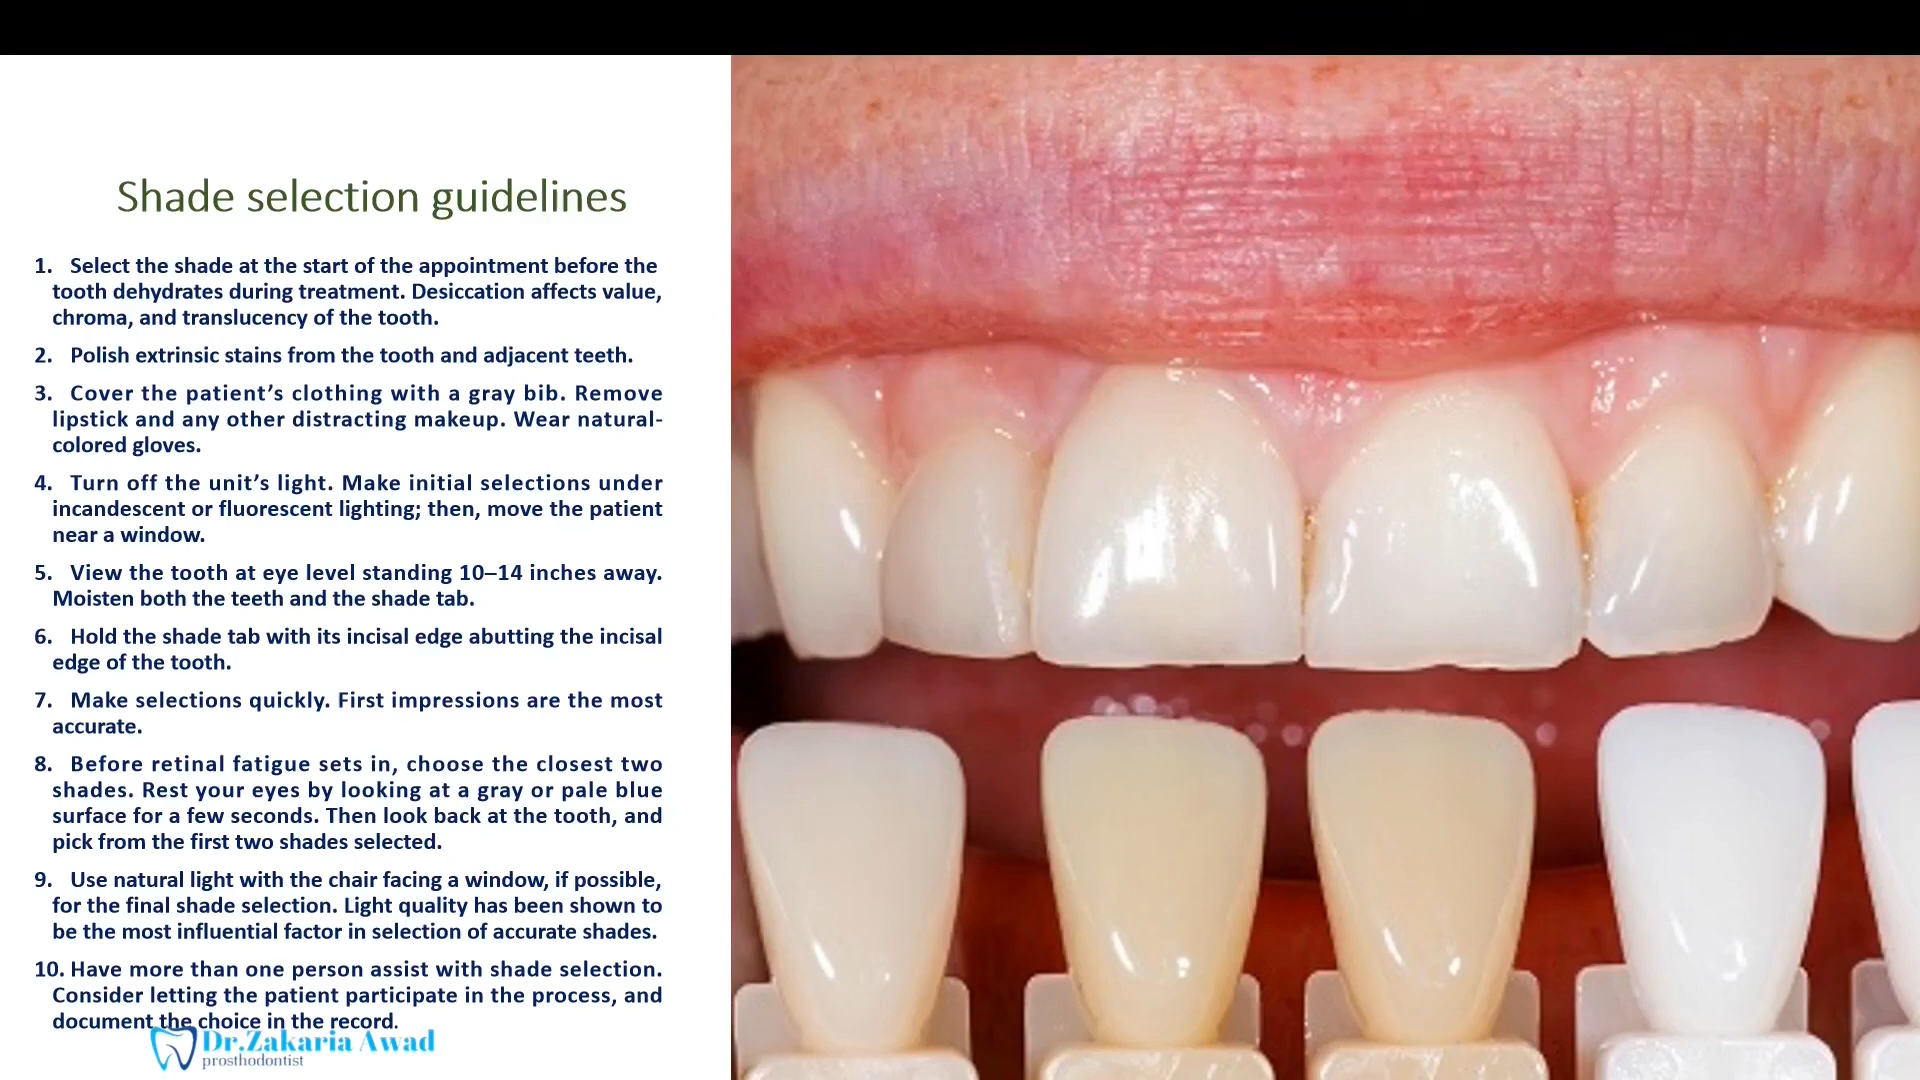 Shade selection guidelines
1. Select the shade at the start of the appointment before the
tooth dehydrates during treatment. Desiccation affects value,
chroma, and translucency of the tooth.
2. Polish extrinsic stains from the tooth and adjacent teeth.
3. Cover the patient’s clothing with a gray bib. Remove
lipstick and any other distracting makeup. Wear natural-
colored gloves.
4. Turn off the unit’s light. Make initial selections under
incandescent or fluorescent lighting; then, move the patient
near a window.
5. View the tooth at eye level standing 10–14 inches away.
Moisten both the teeth and the shade tab.
6. Hold the shade tab with its incisal edge abutting the incisal
edge of the tooth.
7. Make selections quickly. First impressions are the most
accurate.
8. Before retinal fatigue sets in, choose the closest two
shades. Rest your eyes by looking at a gray or pale blue
surface for a few seconds. Then look back at the tooth, and
pick from the first two shades selected.
9. Use natural light with the chair facing a window, if possible,
for the final shade selection. Light quality has been shown to
be the most influential factor in selection of accurate shades.
10. Have more than one person assist with shade selection.
Consider letting the patient participate in the process, and
document the choice in the record.
Dr.Zakaria Awad
prosthodontist